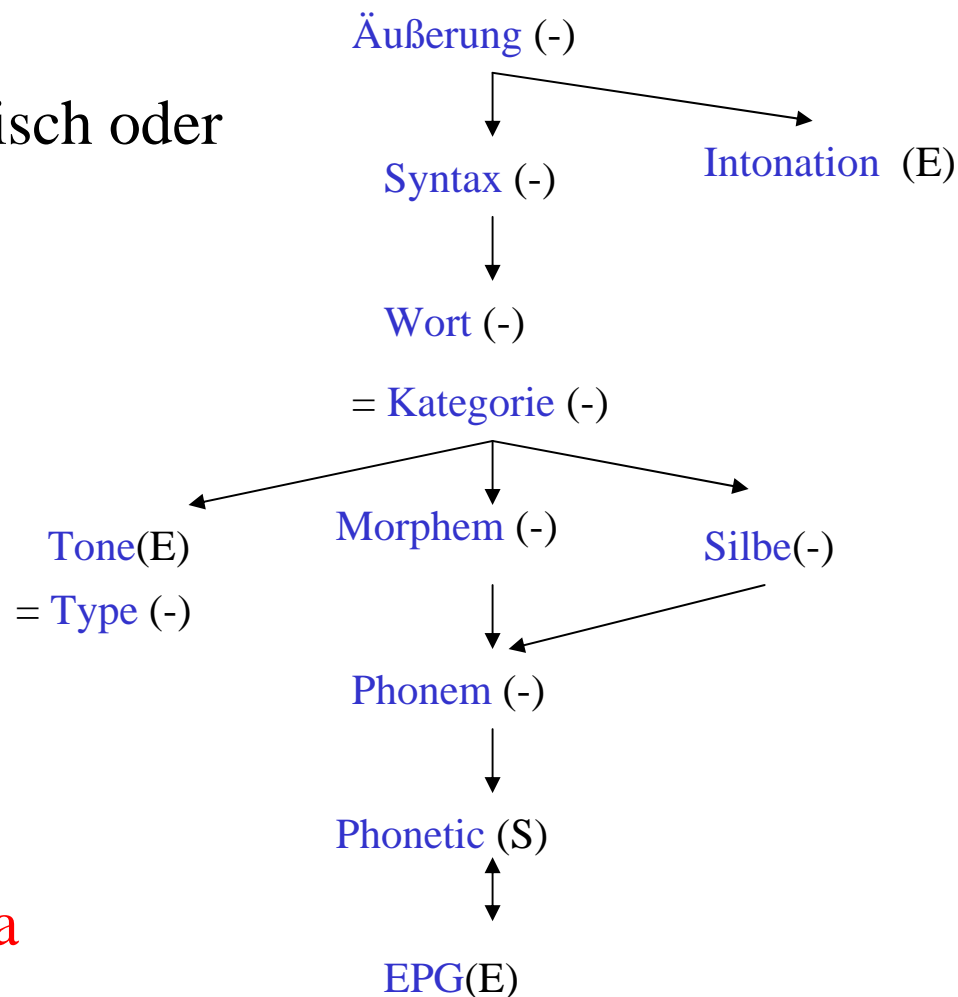 Äußerung (-)
isch oder
Syntax (-)
Intonation (E)
Wort (-)
= Kategorie (-)
Tone(E)
Morphem (-)
Silbe(-)
= Type (-)
Phonem (-)
Phonetic (S)
a
EPG(E)